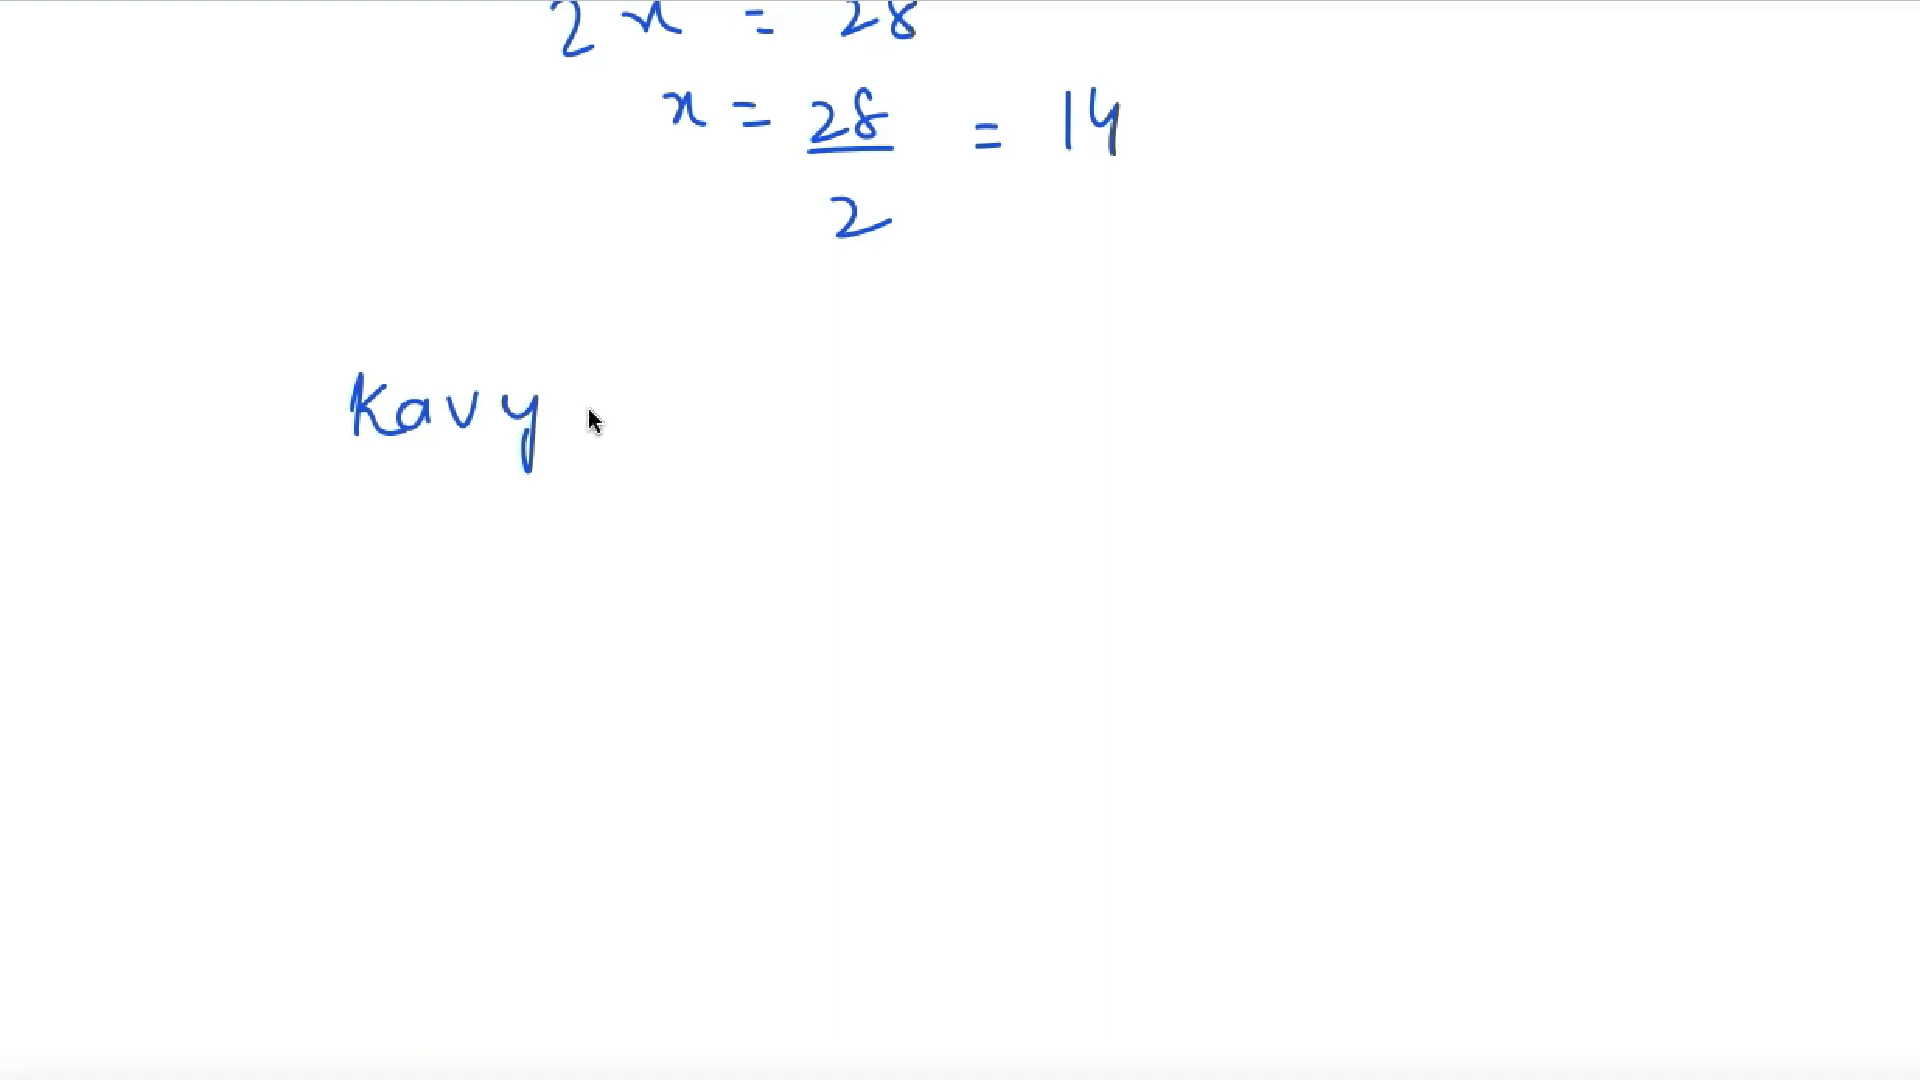 2x = 28
x = 28/2 = 14
Kavy